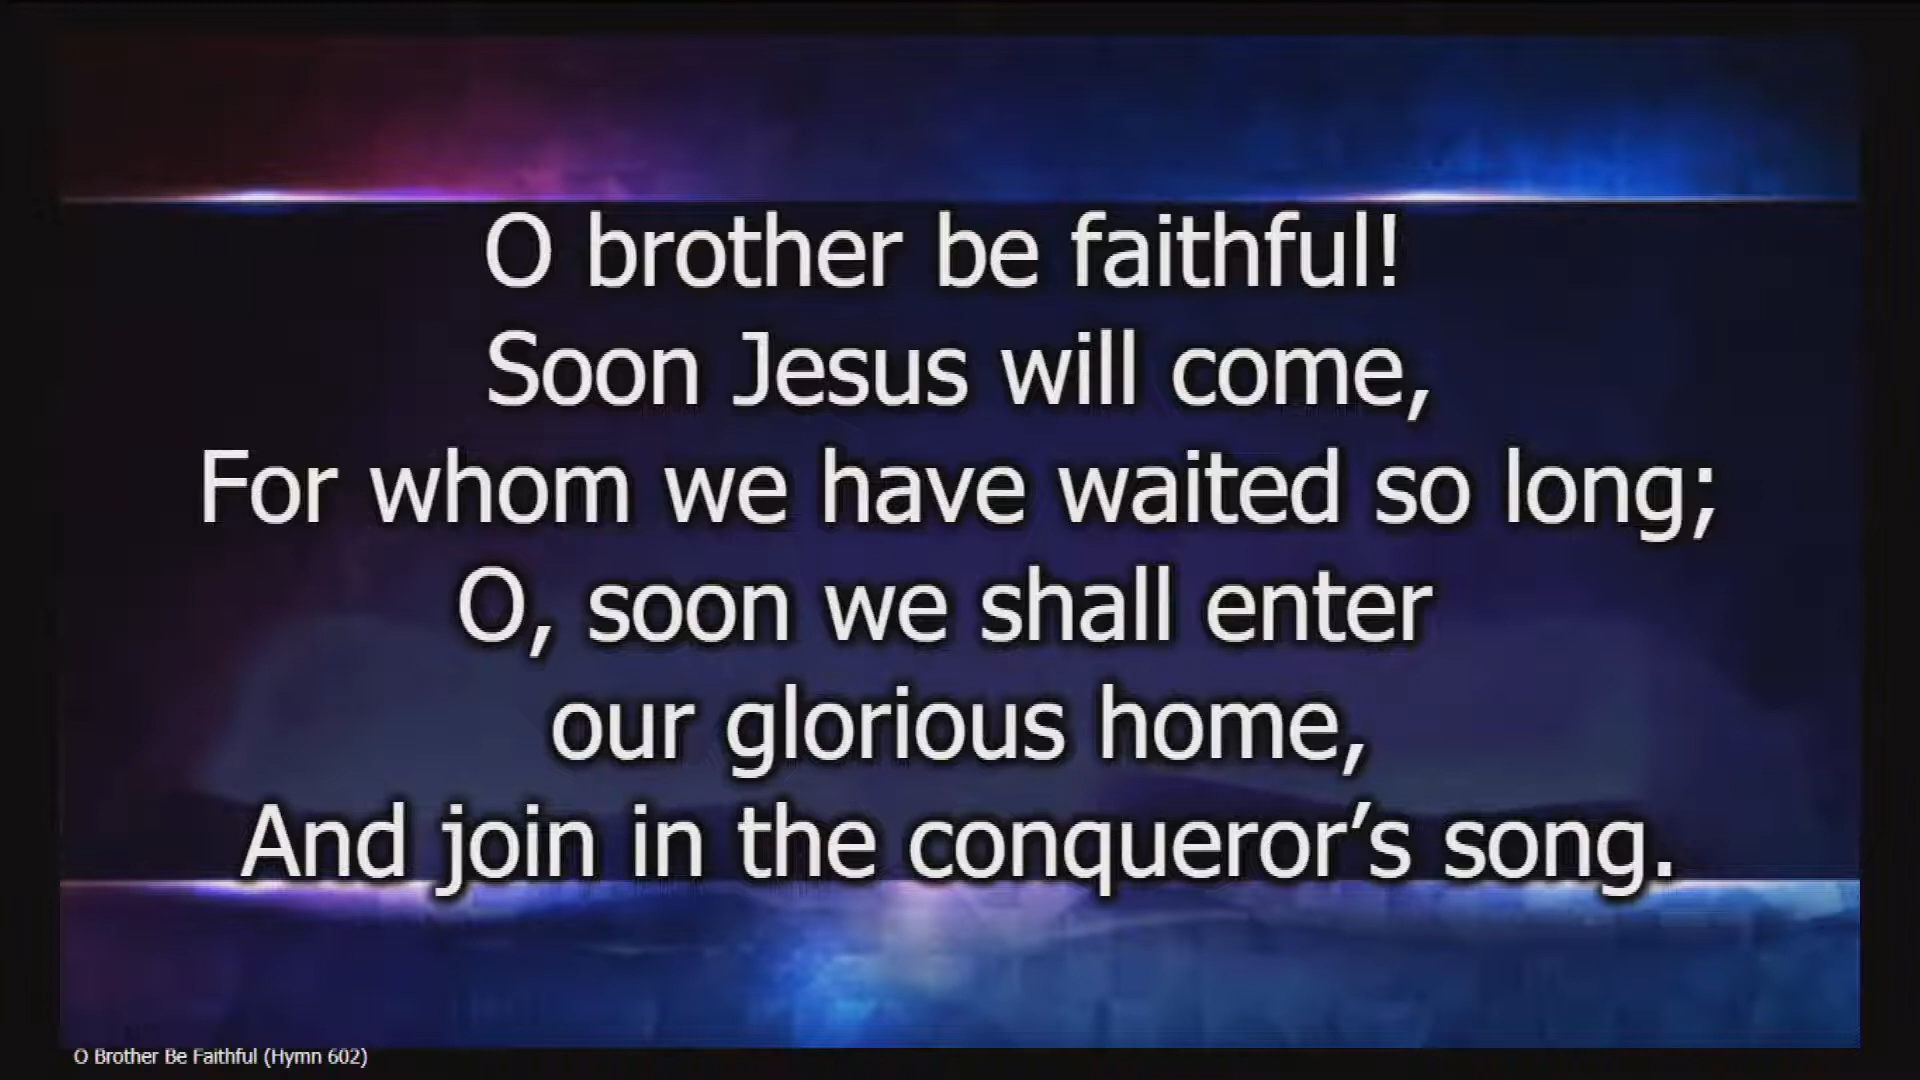 O brother be faithful!
Soon Jesus will come,
For whom we have waited so long;
O, soon we shall enter
our glorious home,
And join in the conqueror’s song.
O Brother Be Faithful (Hymn 602)